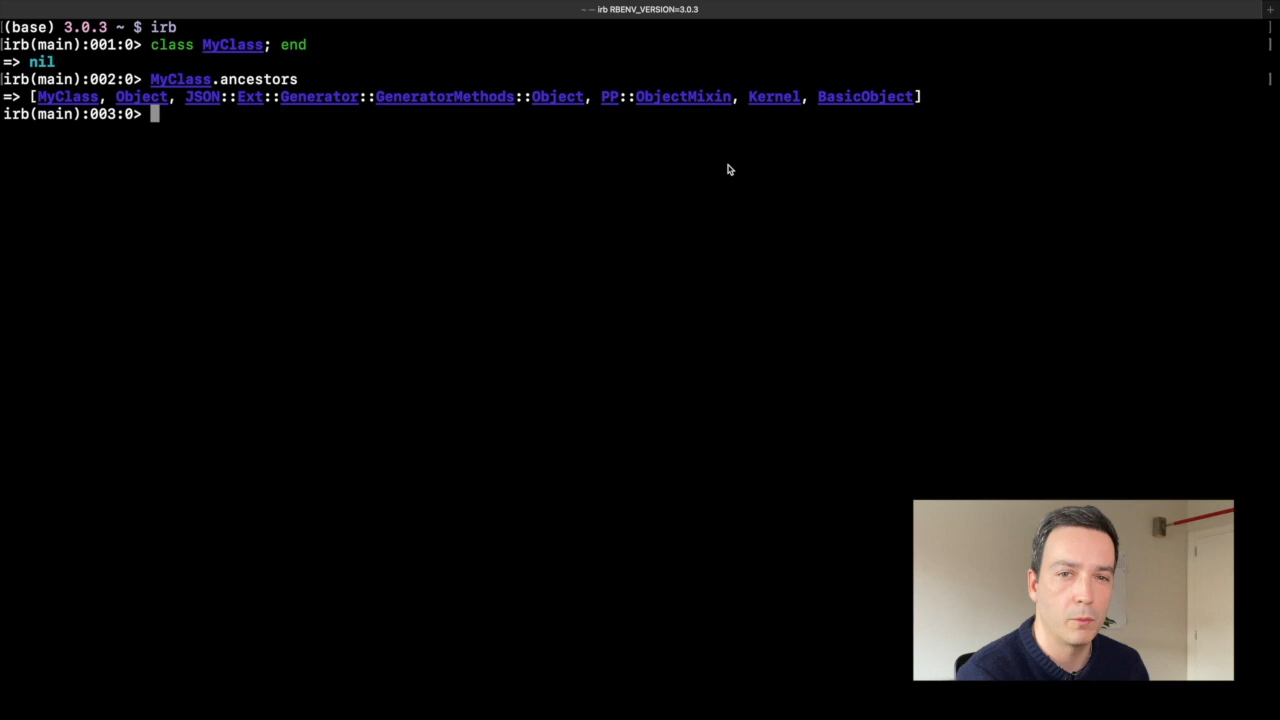 ~ — irb RBENV_VERSION=3.0.3
(base) 3.0.3 ~ $ irb
irb(main):001:0> class MyClass; end
=> nil
irb(main):002:0> MyClass.ancestors
=> [MyClass, Object, JSON::Ext::Generator::GeneratorMethods::Object, PP::ObjectMixin, Kernel, BasicObject]
irb(main):003:0>